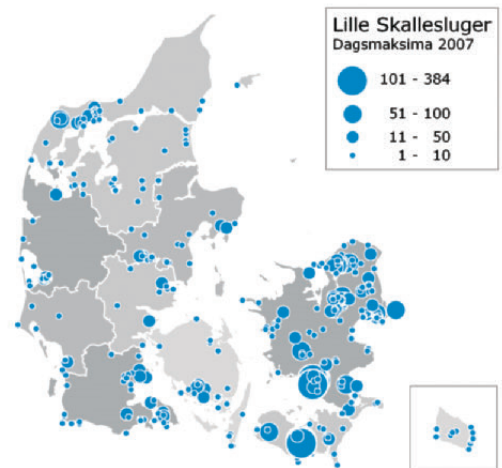 Lille Skallesluger
Dagsmaksima 2007
101 - 384
51 - 100
11 - 50
1 - 10